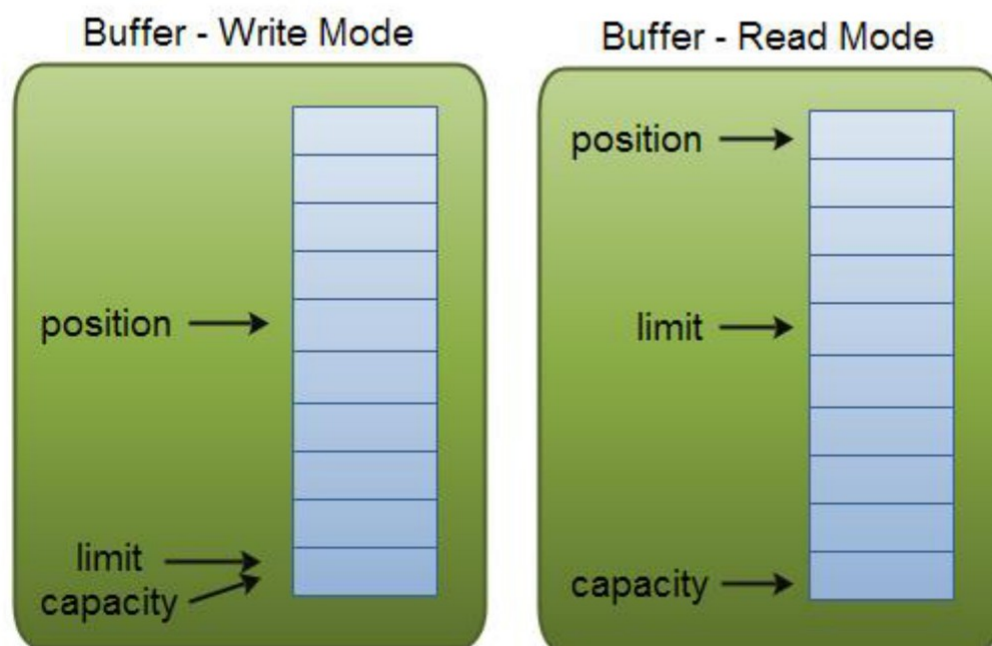 Buffer - Write Mode
position
limit
capacity
Buffer - Read Mode
position
limit
capacity